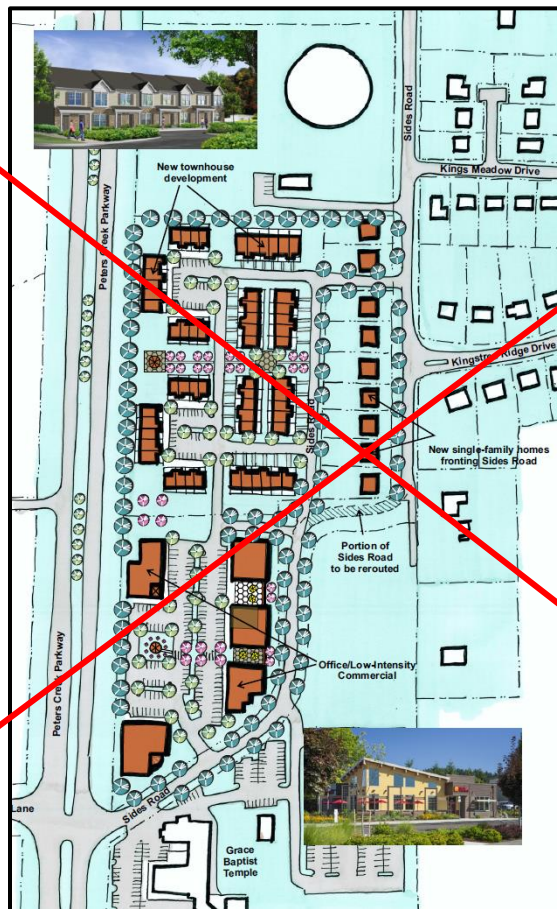 Sides Road
New townhouse
development
Kings Meadow Drive
Peters Creek Parkway
Kingstree Ridge Drive
Sides Road
New single-family homes
fronting Sides Road
Portion of
Sides Road
to be rerouted
Office/Low-Intensity
Commercial
Peters Creek Parkway
Lane
Sides Road
Grace
Baptist
Temple